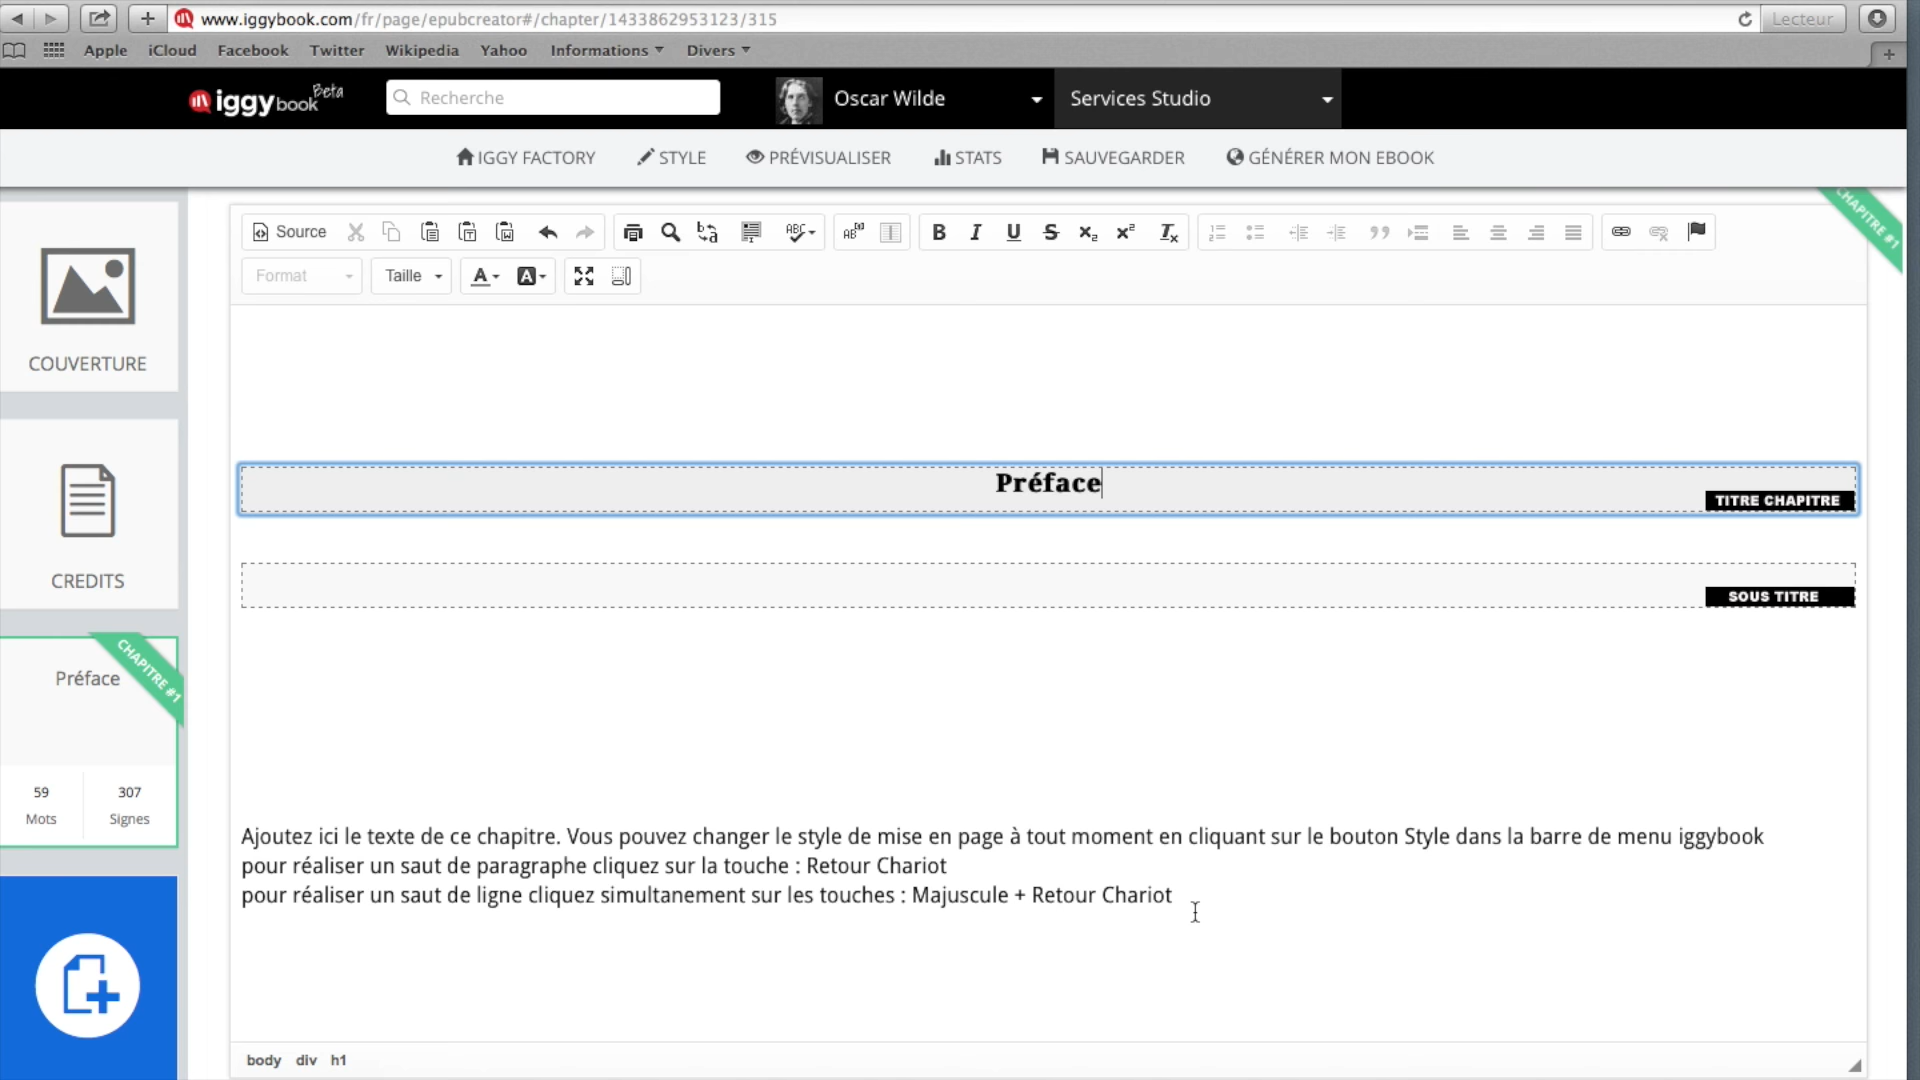 www.iggybook.com/fr/page/epubcreator#/chapter/1433862953123/315
Lecteur
Apple iCloud Facebook Twitter Wikipedia Yahoo Informations Divers
iggybook Beta
Recherche
Oscar Wilde
Services Studio
IGGY FACTORY STYLE PRÉVISUALISER STATS SAUVEGARDER GÉNÉRER MON EBOOK
CHAPITRE #1
Source
Format Taille
COUVERTURE
Préface
TITRE CHAPITRE
CREDITS
SOUS TITRE
CHAPITRE #1
Préface
59 307
Mots Signes
Ajoutez ici le texte de ce chapitre. Vous pouvez changer le style de mise en page à tout moment en cliquant sur le bouton Style dans la barre de menu iggybook
pour réaliser un saut de paragraphe cliquez sur la touche : Retour Chariot
pour réaliser un saut de ligne cliquez simultanement sur les touches : Majuscule + Retour Chariot
body div h1